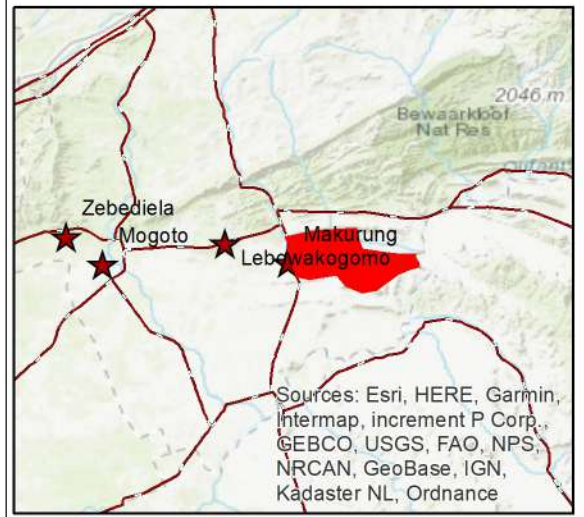 2046 m
Bewaarkloof
Nat Res
Olifant
Zebediela
Mogoto
Makurung
Lebowakgomo
Sources: Esri, HERE, Garmin,
Intermap, increment P Corp.,
GEBCO, USGS, FAO, NPS,
NRCAN, GeoBase, IGN,
Kadaster NL, Ordnance